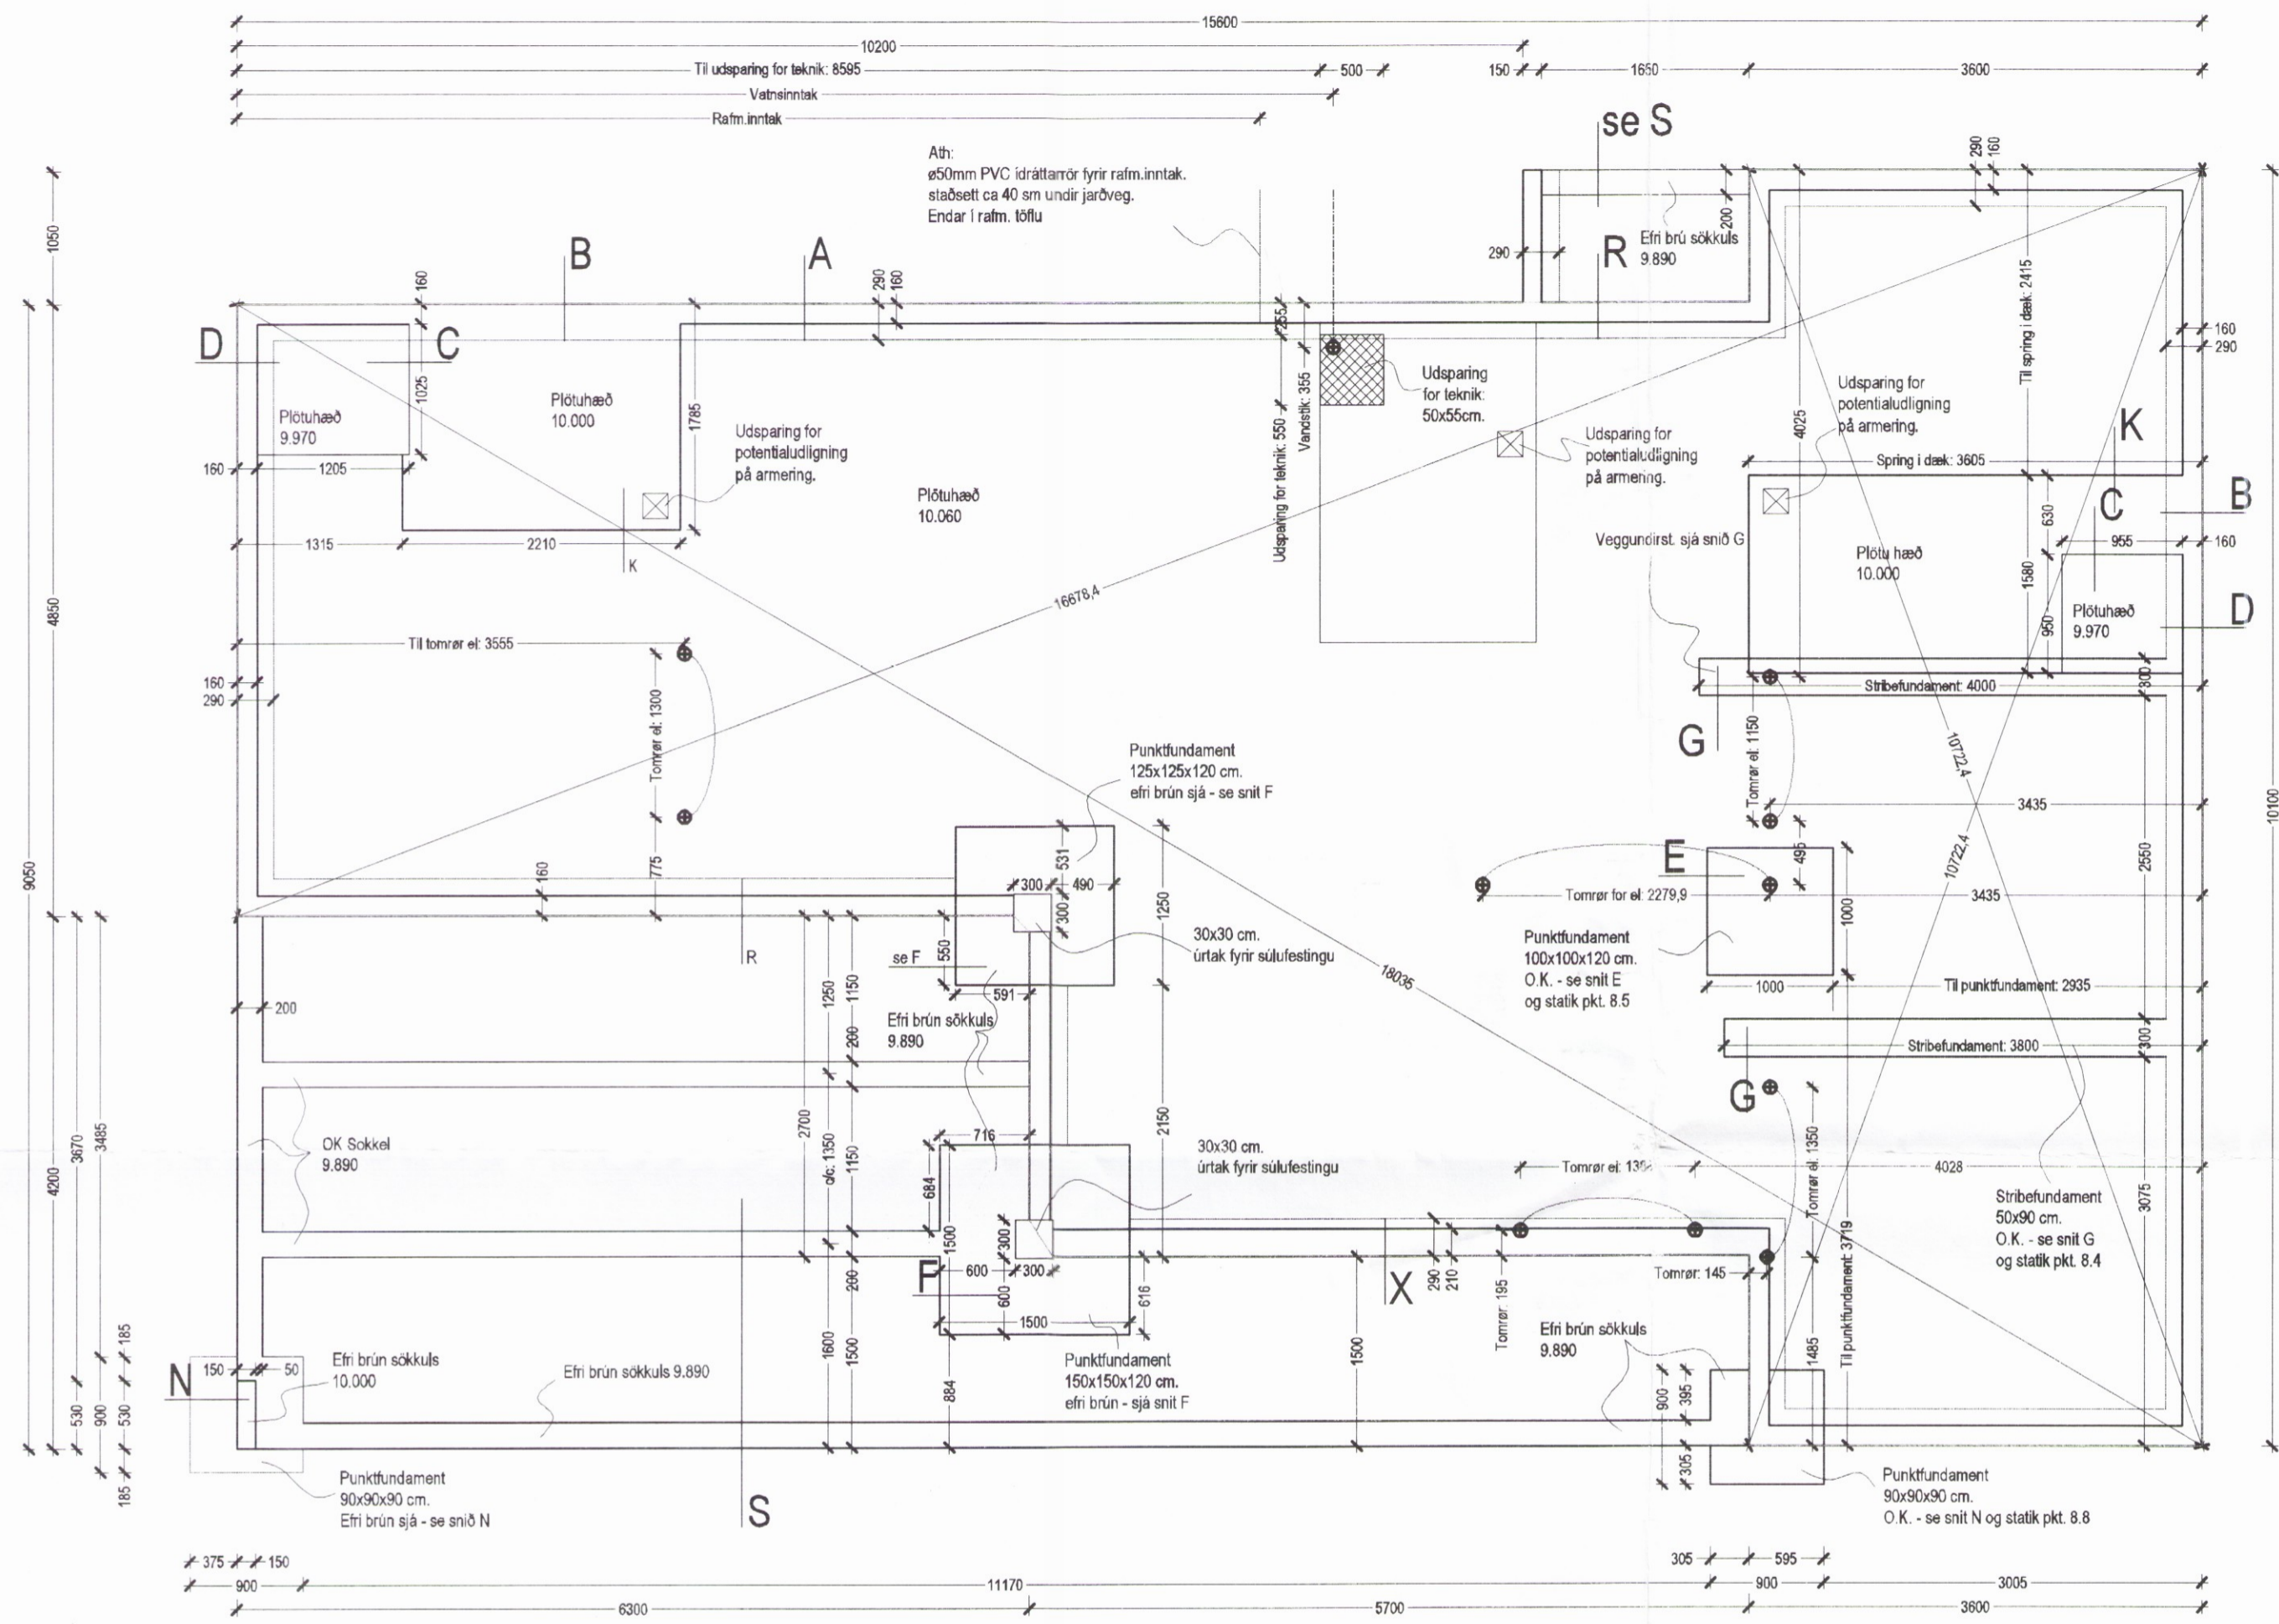 15600
10200
Til udsparing for teknik: 8595
500
150
1650
3600
Vatnsinntak
Rafm.inntak
se S
Ath:
ø50mm PVC ídráttarrör fyrir rafm.inntak.
staðsett ca 40 sm undir jarðveg.
Endar í rafm. töflu
290
160
1050
B
A
160
290
160
290
R
200
Efri brú sökkuls
9.890
Til spring i dæk: 2415
D
C
1025
Plötuhæð
9.970
Plötuhæð
10.000
1785
160
1205
1315
2210
K
Udsparing for
potentialudligning
på armering.
Plötuhæð
10.060
255
Vandstik: 355
Udsparing for teknik: 550
Udsparing
for teknik:
50x55cm.
Udsparing for
potentialudligning
på armering.
4025
Udsparing for
potentialudligning
på armering.
160
290
K
Spring i dæk: 3605
C
B
630
955
160
Veggundirst. sjá snið G
Plötu hæð
10.000
1580
950
Plötuhæð
9.970
D
300
Stribefundament: 4000
16678,4
4850
9050
10100
Til tomrør el: 3555
160
290
Tomrør el: 1300
775
160
G
Tomrør el: 1150
10722,4
3435
10722,4
2550
Punktfundament
125x125x120 cm.
efri brún sjá - se snit F
531
300
490
300
1250
550
591
se F
30x30 cm.
úrtak fyrir súlufestingu
18035
E
495
Tomrør for el: 2279,9
3435
1000
Punktfundament
100x100x120 cm.
O.K. - se snit E
og statik pkt. 8.5
1000
Til punktfundament: 2935
R
200
1250
1150
200
Efri brún sökkuls
9.890
300
Stribefundament: 3800
G
3485
3670
4200
OK Sokkel
9.890
2700
c/c: 1350
1150
716
684
1500
2150
30x30 cm.
úrtak fyrir súlufestingu
300
Tomrør el:
4028
Tomrør el: 1350
3075
Stribefundament
50x90 cm.
O.K. - se snit G
og statik pkt. 8.4
Til punktfundament: 3719
F
600
300
600
200
616
1500
X
290
210
Tomrør: 195
Tomrør: 145
1485
1600
1500
884
1500
Efri brún sökkuls
9.890
N
150
50
Efri brún sökkuls
10.000
Efri brún sökkuls 9.890
Punktfundament
150x150x120 cm.
efri brún - sjá snit F
185
530
900
530
185
900
395
305
Punktfundament
90x90x90 cm.
Efri brún sjá - se snið N
S
Punktfundament
90x90x90 cm.
O.K. - se snit N og statik pkt. 8.8
375
150
305
595
900
11170
900
3005
6300
5700
3600